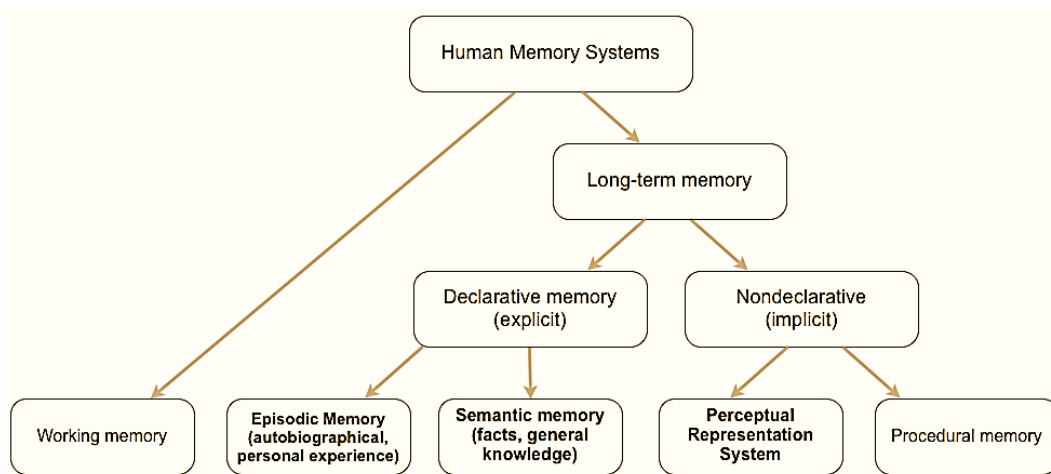 Human Memory Systems
Long-term memory
Declarative memory
(explicit)
Nondeclarative
(implicit)
Working memory
Episodic Memory
(autobiographical,
personal experience)
Semantic memory
(facts, general
knowledge)
Perceptual
Representation
System
Procedural memory